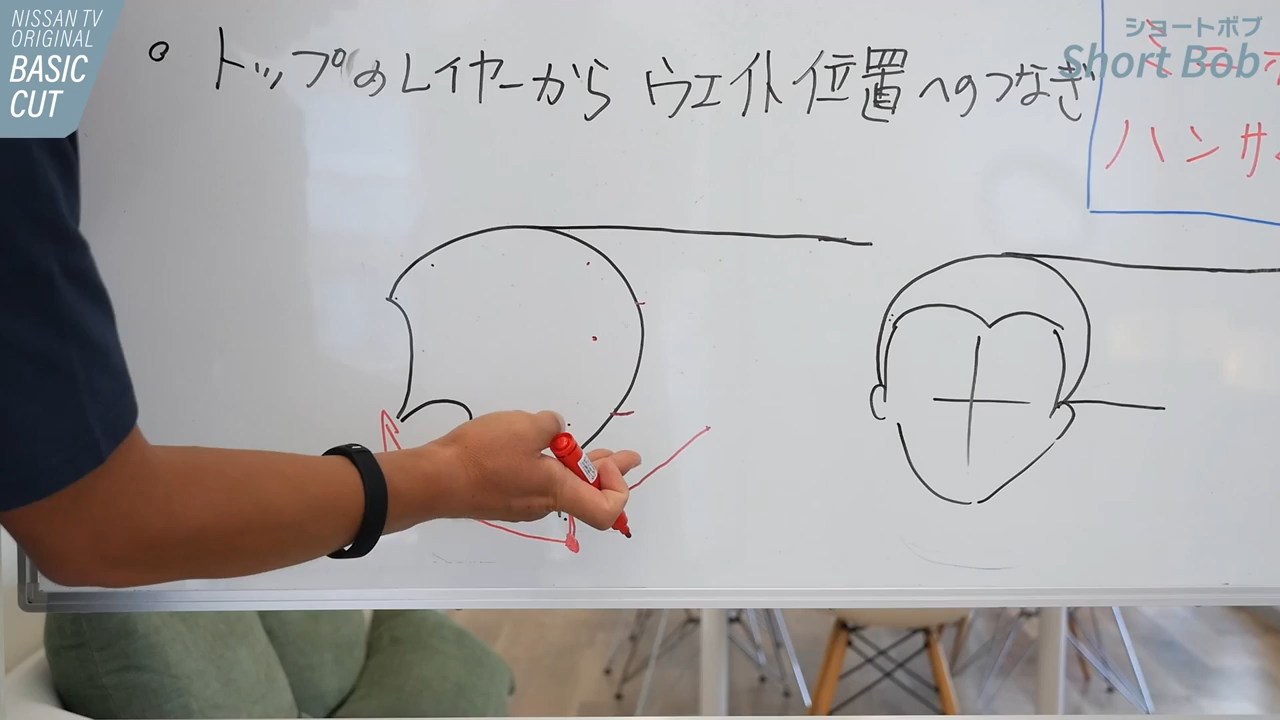 NISSAN TV
ORIGINAL
BASIC
CUT
ショートボブ
Short Bob
。トップのレイヤーからウエイト位置へのつなぎ
ハンサ